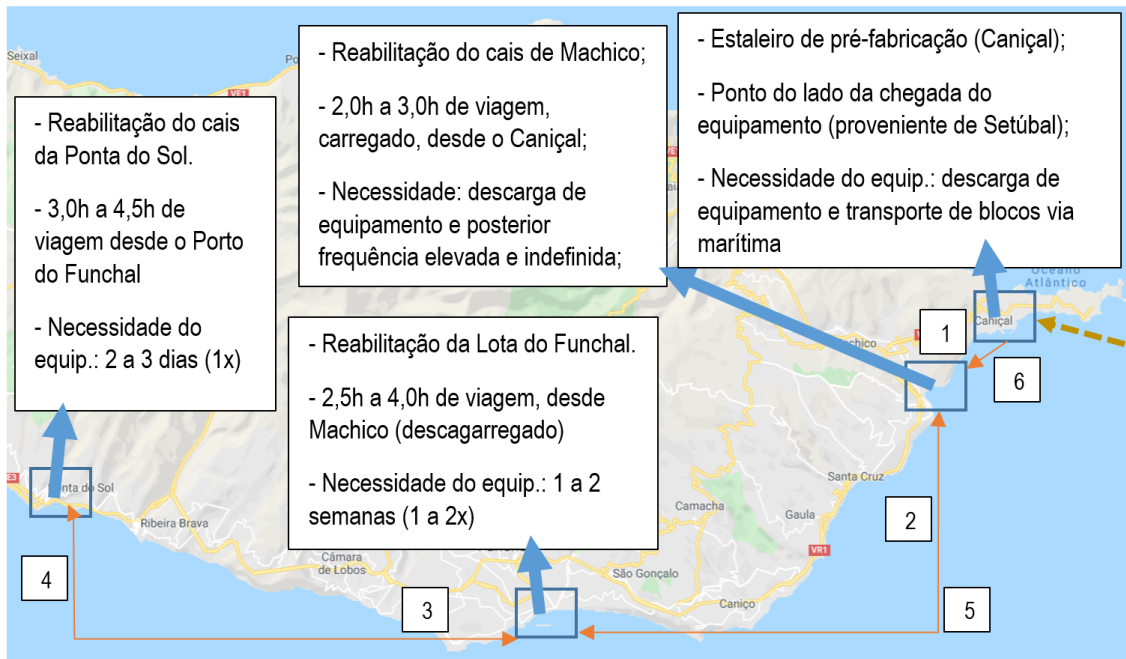 - Reabilitação do cais
da Ponta do Sol.
- 3,0h a 4,5h de
viagem desde o Porto
do Funchal
- Necessidade do
equip.: 2 a 3 dias (1x)
- Reabilitação do cais de Machico;
- 2,0h a 3,0h de viagem,
carregado, desde o Caniçal;
- Necessidade: descarga de
equipamento e posterior
frequência elevada e indefinida;
- Estaleiro de pré-fabricação (Caniçal);
- Ponto do lado da chegada do
equipamento (proveniente de Setúbal);
- Necessidade do equip.: descarga de
equipamento e transporte de blocos via
marítima
- Reabilitação da Lota do Funchal.
- 2,5h a 4,0h de viagem, desde
Machico (descagarregado)
- Necessidade do equip.: 1 a 2
semanas (1 a 2x)
Seixal
VE1
Oceano
Atlântico
Caniçal
1
6
Santa Cruz
2
Gaula
Camacha
VR1
Ribeira Brava
Câmara
de Lobos
São Gonçalo
Caniço
4
3
5